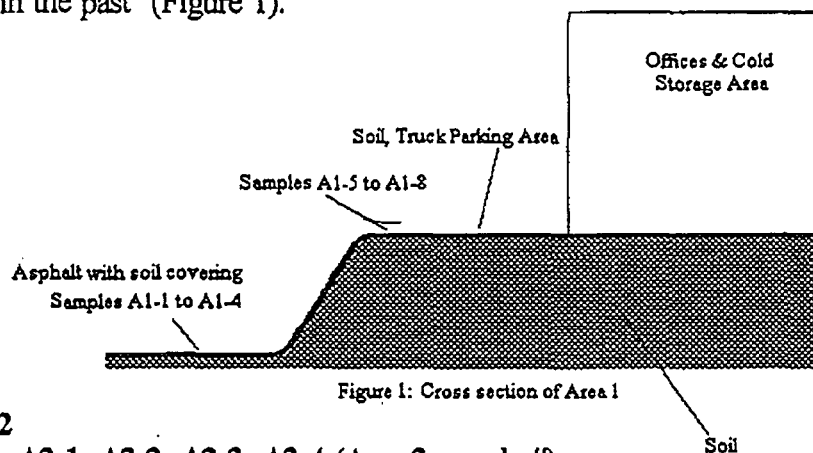 in the past (Figure 1).
Offices & Cold
Storage Area
Soil, Truck Parking Area
Samples A1-5 to A1-8
Asphalt with soil covering
Samples A1-1 to A1-4
Figure 1: Cross section of Area 1
2
Soil